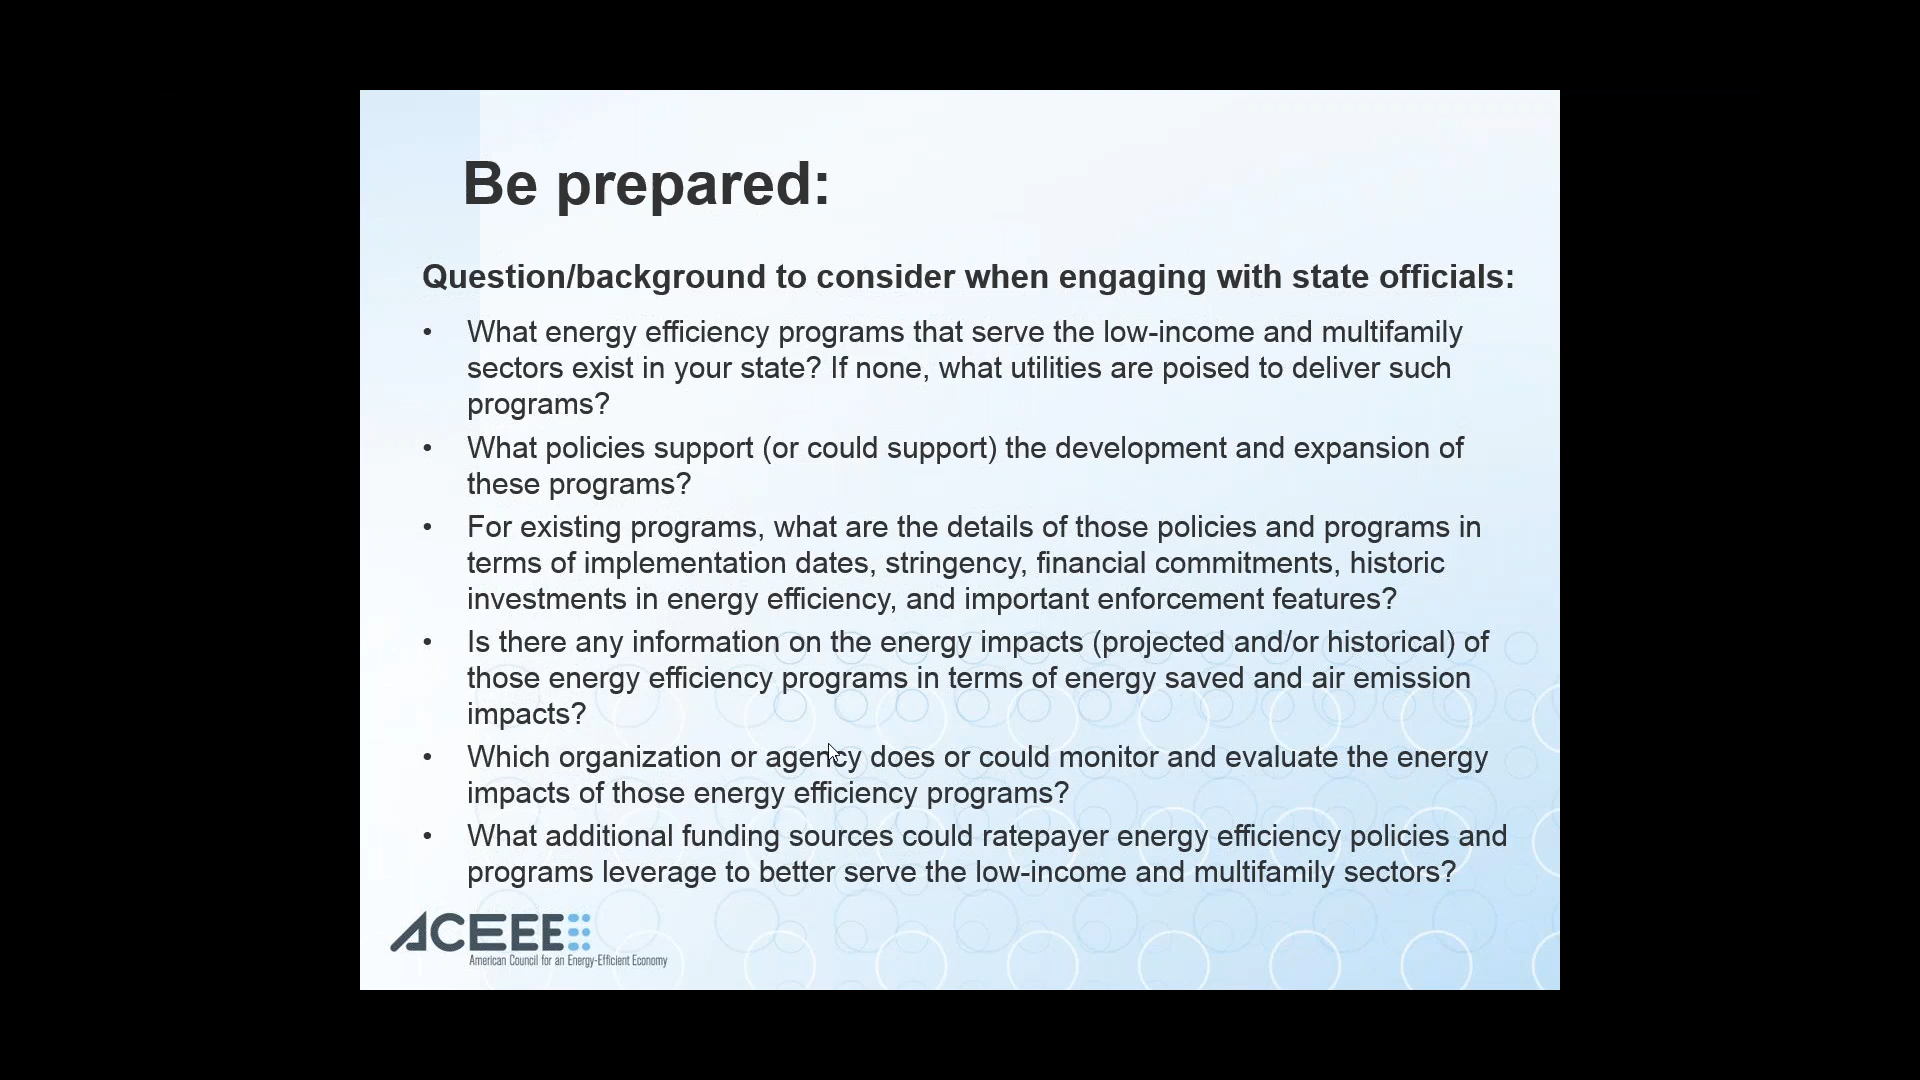 Be prepared:
Question/background to consider when engaging with state officials:
• What energy efficiency programs that serve the low-income and multifamily
sectors exist in your state? If none, what utilities are poised to deliver such
programs?
• What policies support (or could support) the development and expansion of
these programs?
• For existing programs, what are the details of those policies and programs in
terms of implementation dates, stringency, financial commitments, historic
investments in energy efficiency, and important enforcement features?
• Is there any information on the energy impacts (projected and/or historical) of
those energy efficiency programs in terms of energy saved and air emission
impacts?
• Which organization or agency does or could monitor and evaluate the energy
impacts of those energy efficiency programs?
• What additional funding sources could ratepayer energy efficiency policies and
programs leverage to better serve the low-income and multifamily sectors?
ACEEE
American Council for an Energy-Efficient Economy